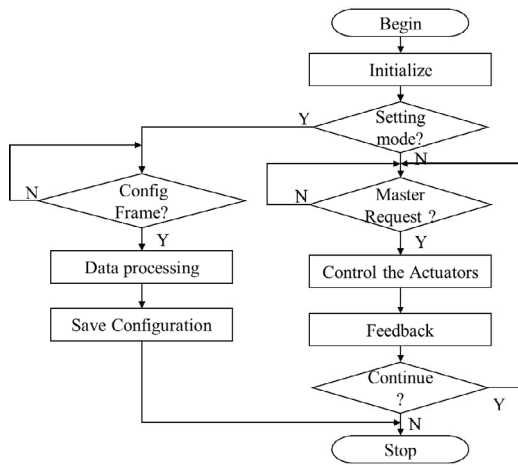 Begin
Initialize
Y
Setting
mode?
N
N
Config
Frame?
Y
Data processing
Save Configuration
N
Master
Request ?
Y
Control the Actuators
Feedback
Continue
?
Y
N
Stop